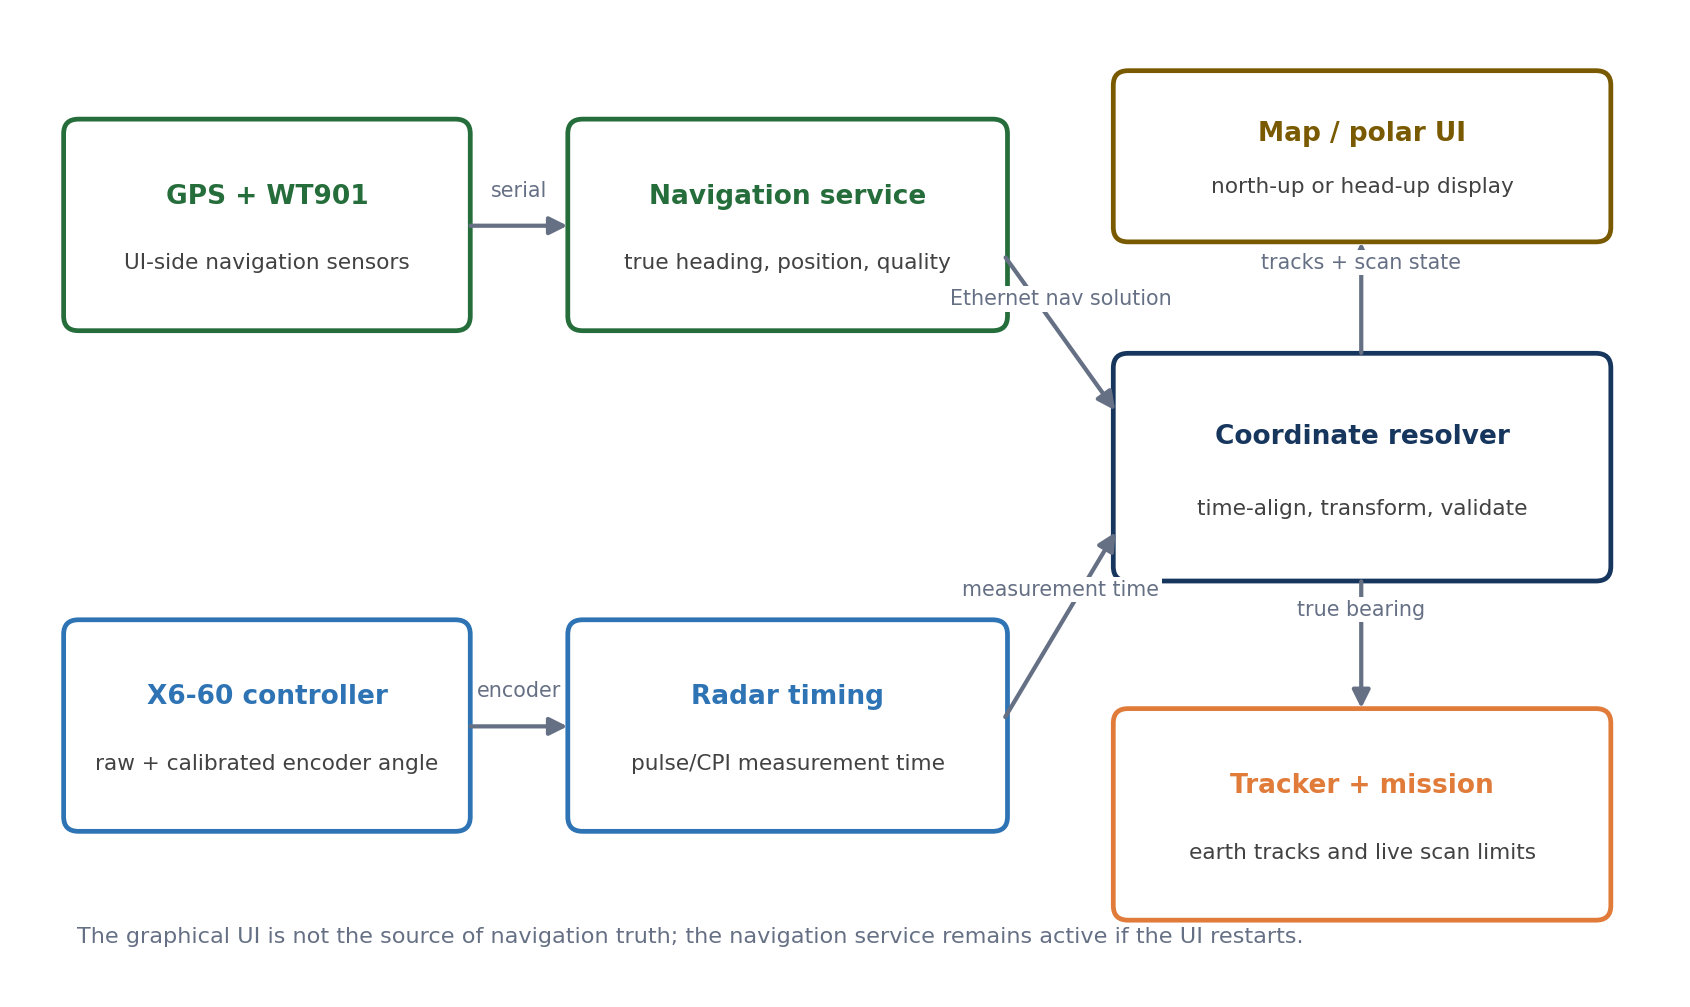 Map / polar UI
north-up or head-up display
GPS + WT901
UI-side navigation sensors
serial
Navigation service
true heading, position, quality
Ethernet nav solution
tracks + scan state
Coordinate resolver
time-align, transform, validate
measurement time
true bearing
X6-60 controller
raw + calibrated encoder angle
encoder
Radar timing
pulse/CPI measurement time
Tracker + mission
earth tracks and live scan limits
The graphical UI is not the source of navigation truth; the navigation service remains active if the UI restarts.